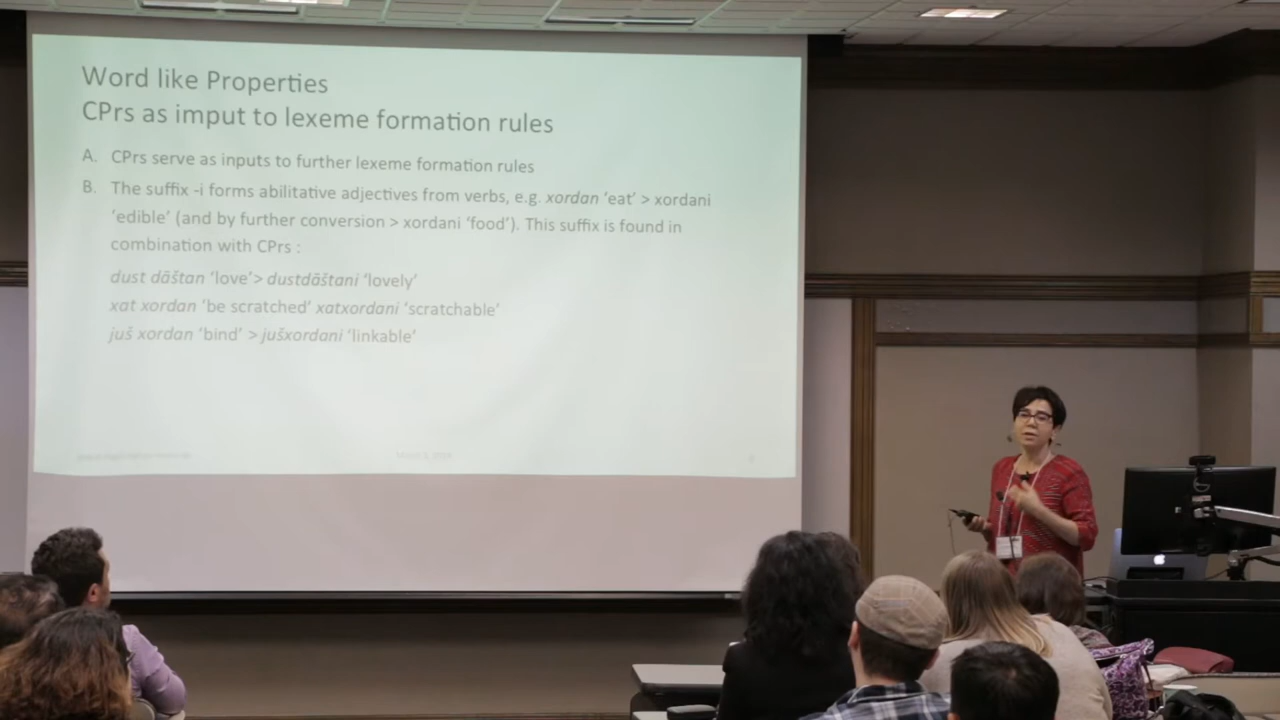 Word like Properties
CPrs as imput to lexeme formation rules
A. CPrs serve as inputs to further lexeme formation rules
B. The suffix -i forms abilitative adjectives from verbs, e.g. xordan ‘eat’ > xordani
‘edible’ (and by further conversion > xordani ‘food’). This suffix is found in
combination with CPrs :
dust dāštan ‘love’> dustdāštani ‘lovely’
xat xordan ‘be scratched’ xatxordani ‘scratchable’
juš xordan ‘bind’ > jušxordani ‘linkable’